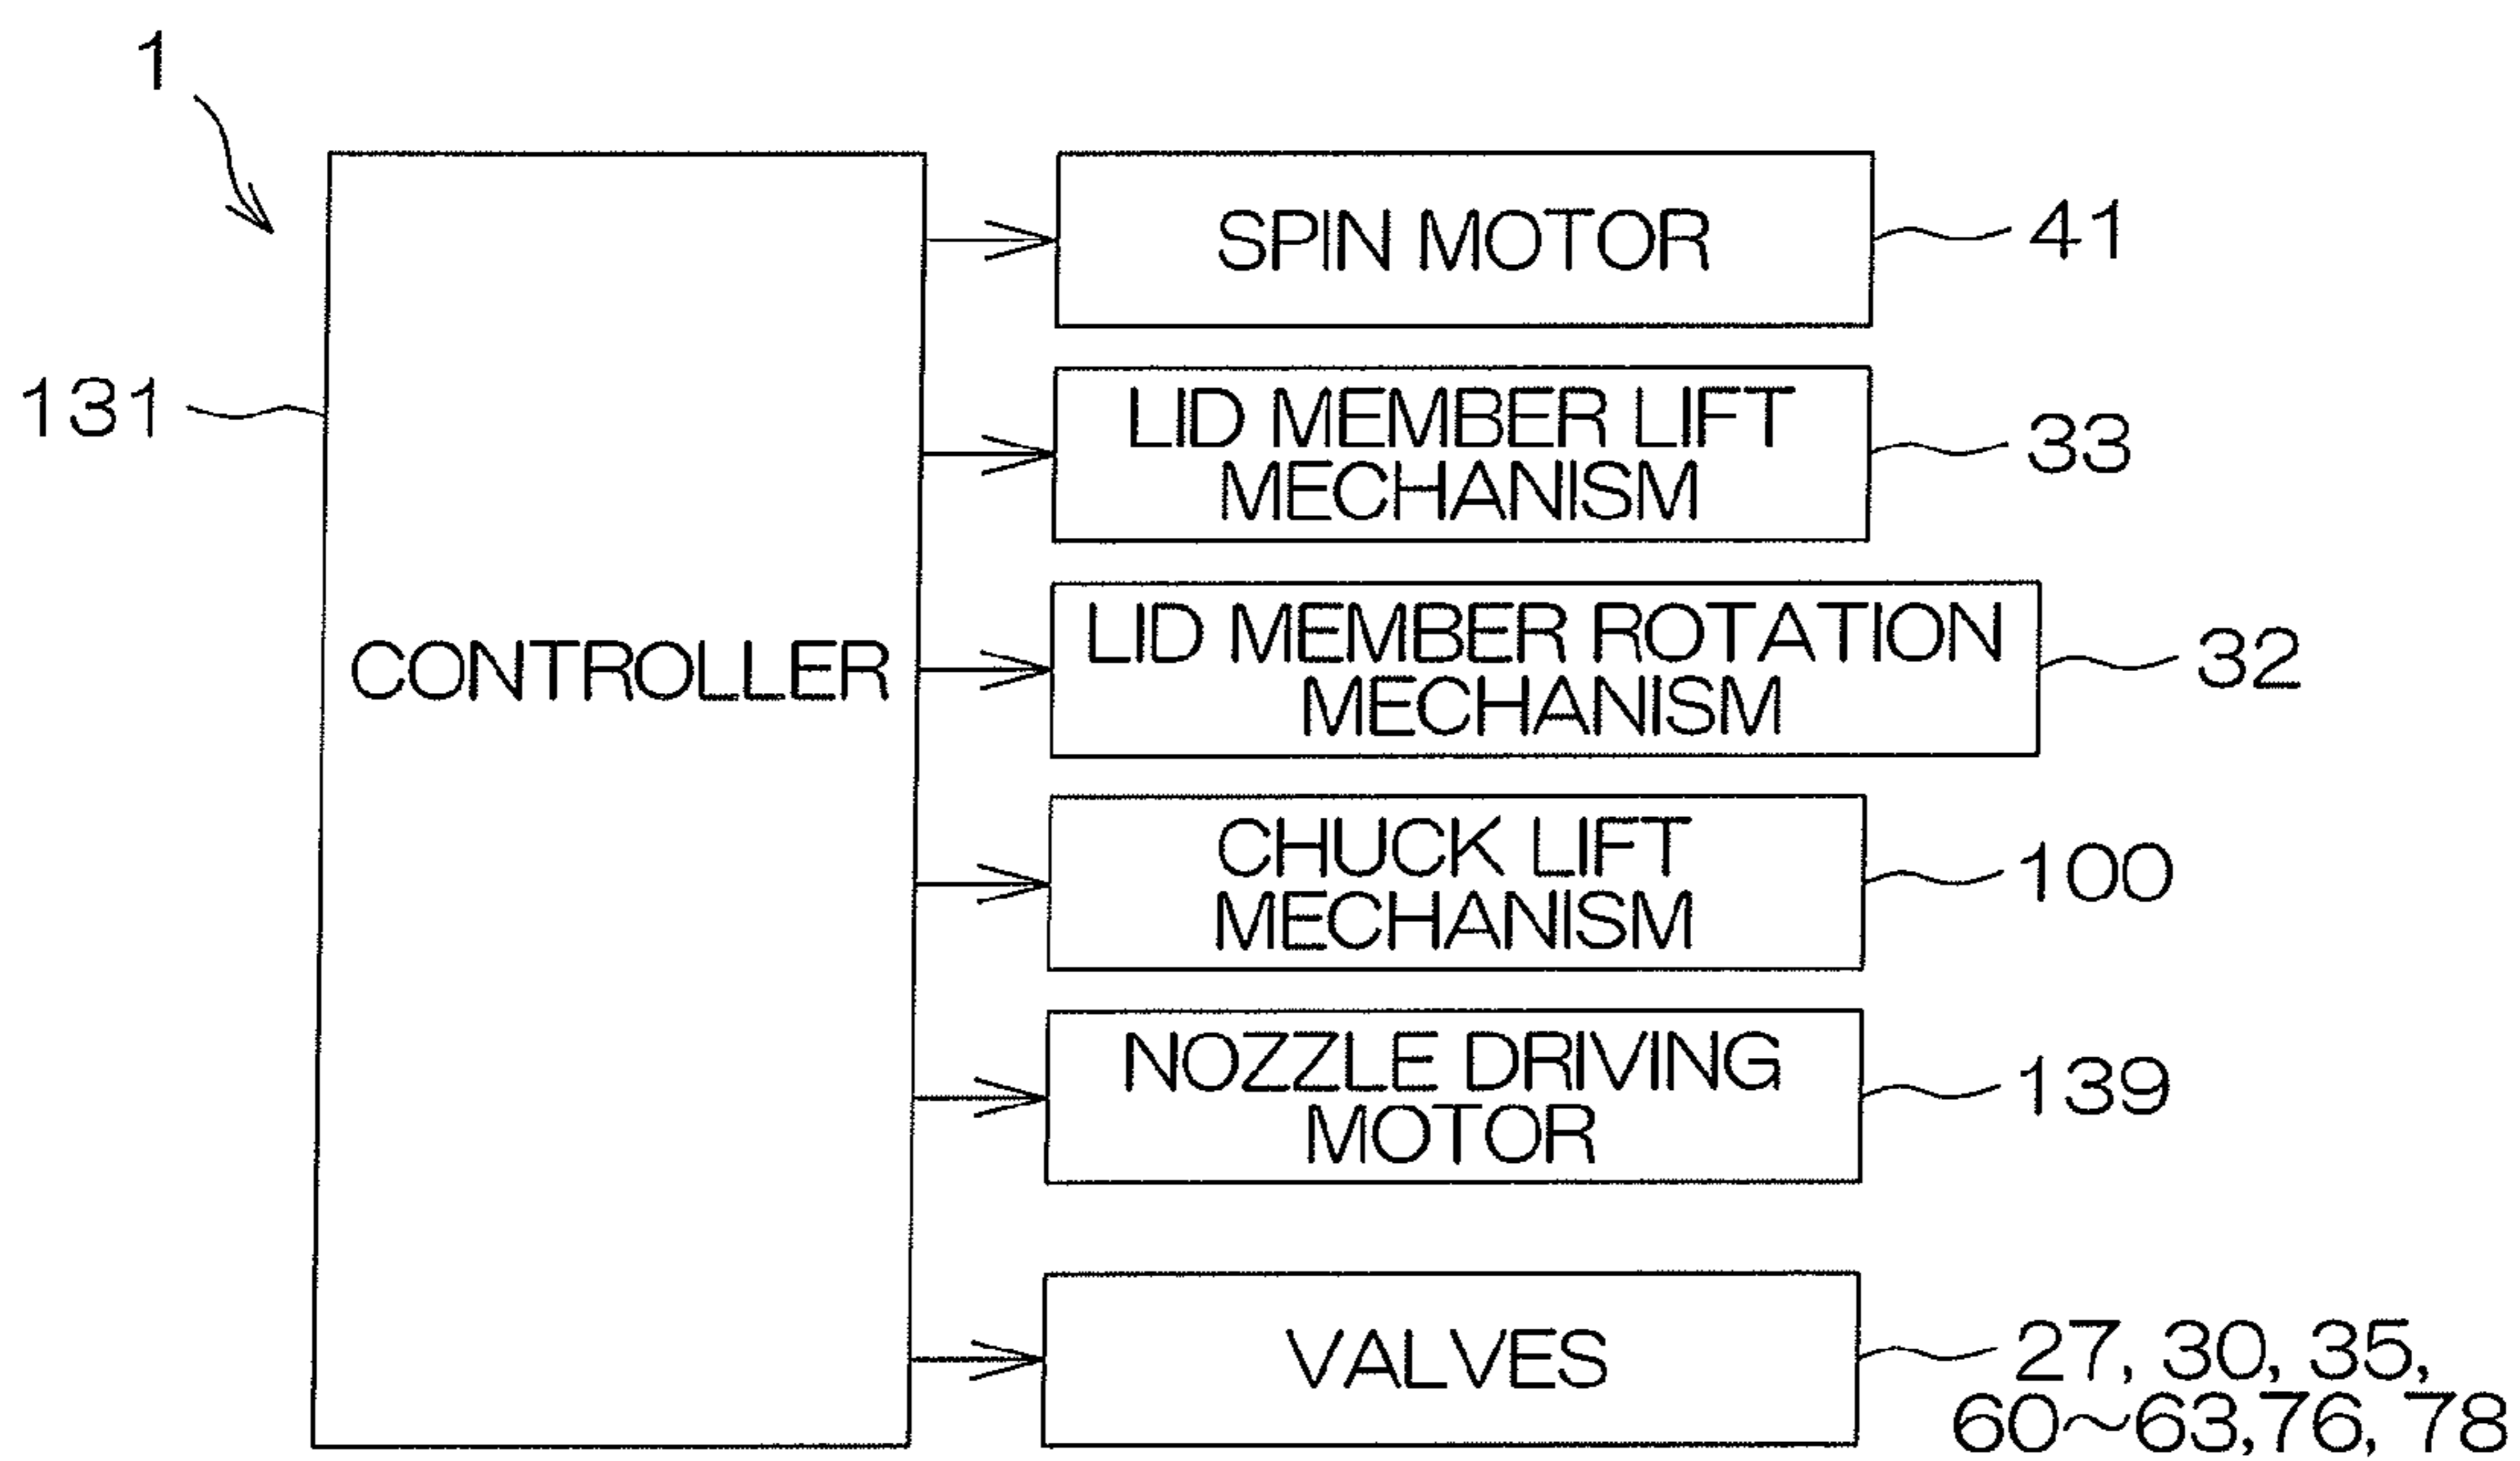 1
SPIN MOTOR
41
131
LID MEMBER LIFT
MECHANISM
33
CONTROLLER
LID MEMBER ROTATION
MECHANISM
32
CHUCK LIFT
MECHANISM
100
NOZZLE DRIVING
MOTOR
139
VALVES
27, 30, 35,
60~63,76, 78